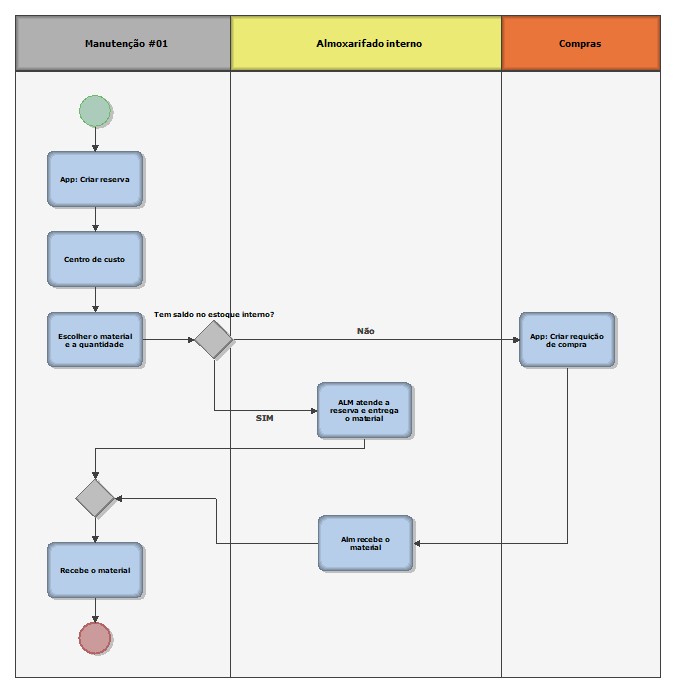 Manutenção #01
Almoxarifado interno
Compras
App: Criar reserva
Centro de custo
Tem saldo no estoque interno?
Escolher o material
e a quantidade
Não
App: Criar requição
de compra
ALM atende a
reserva e entrega
o material
SIM
Alm recebe o
material
Recebe o material